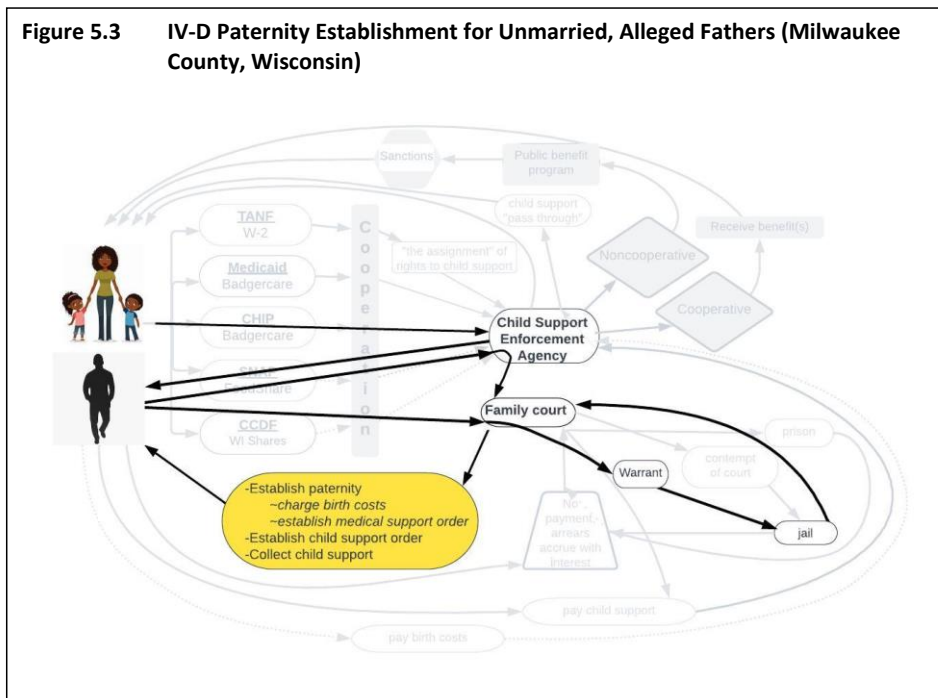 Figure 5.3 IV-D Paternity Establishment for Unmarried, Alleged Fathers (Milwaukee
County, Wisconsin)
Sanctions
Public benefit
program
child support
"pass through"
Receive benefit(s)
TANF
W-2
"the assignment" of
rights to child support
Noncooperative
Medicaid
Badgercare
Cooperative
CHIP
Badgercare
Cooperation
Child Support
Enforcement
Agency
SNAP
FoodShare
CCDF
WI Shares
Family court
prison
contempt
of court
Warrant
-Establish paternity
~charge birth costs
~establish medical support order
-Establish child support order
-Collect child support
payment,-
arrears
accrue with
Interest
jail
pay child support
pay birth costs